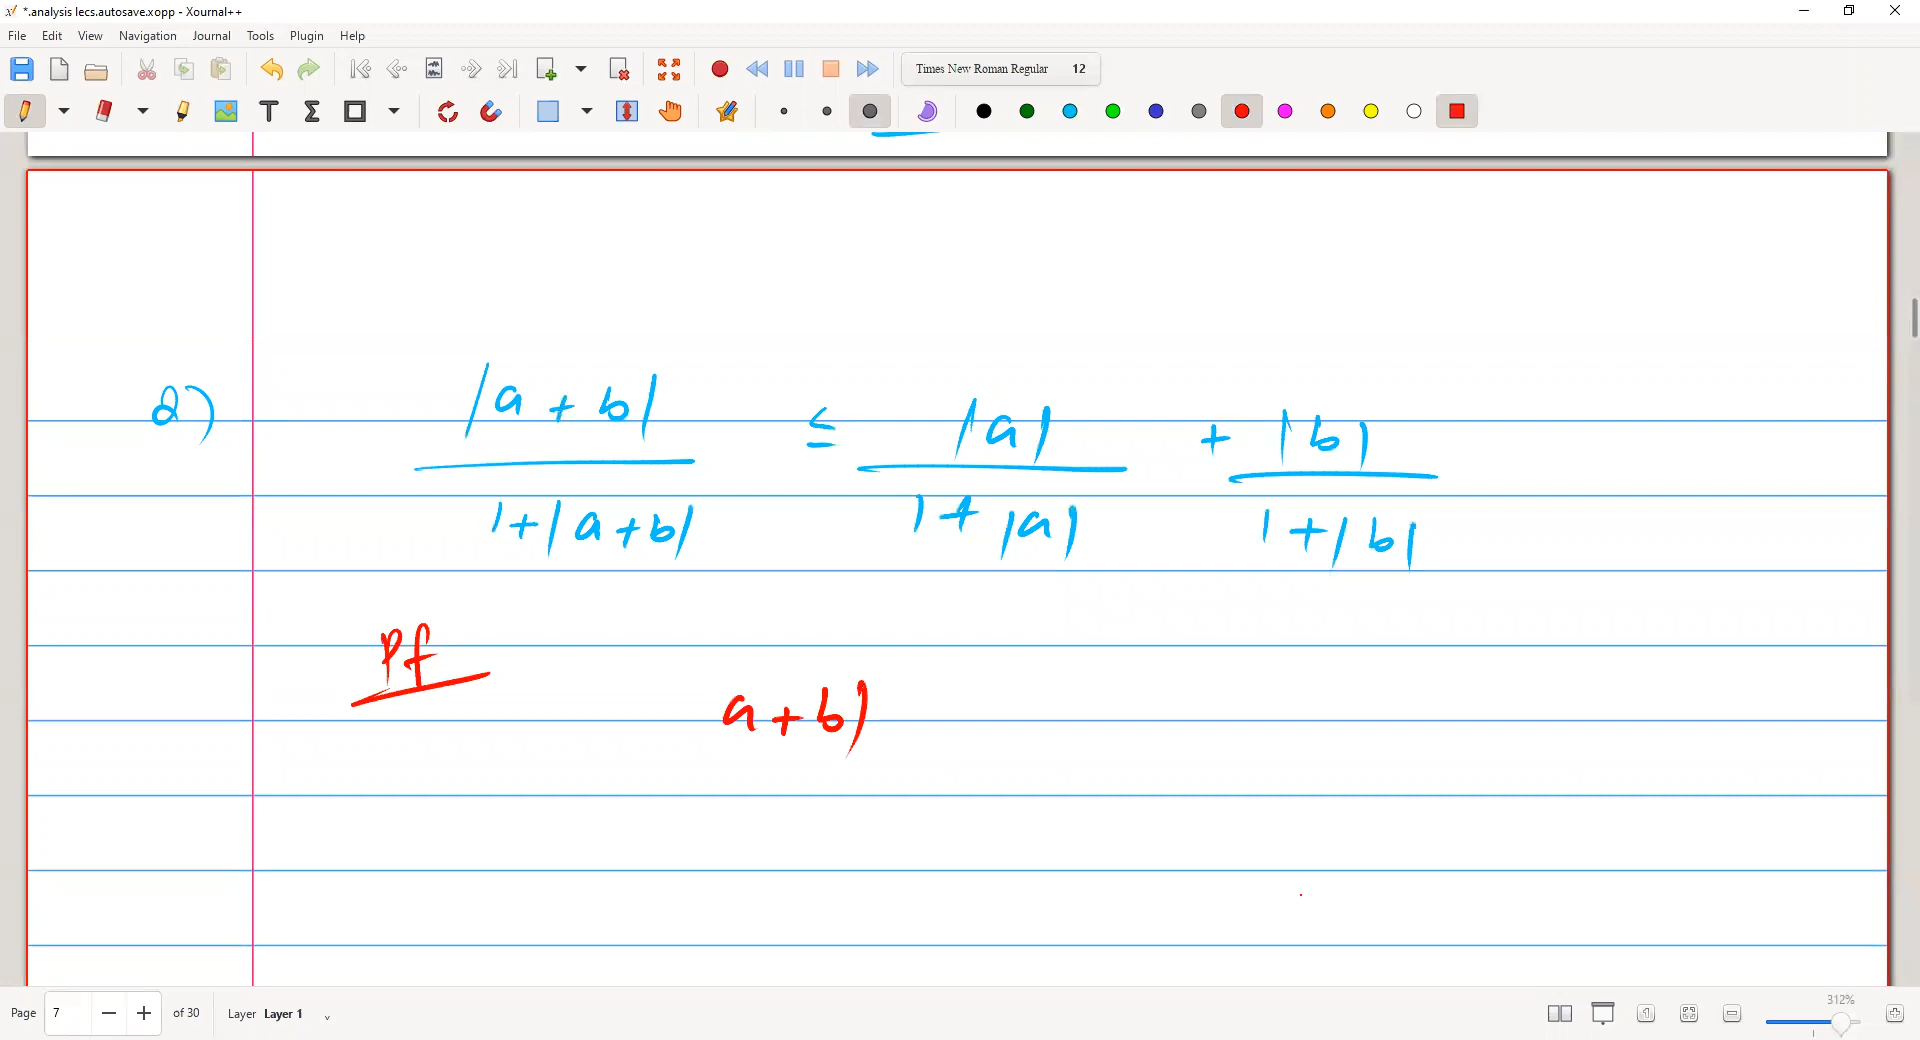 *.analysis lecs.autosave.xopp - Xournal++
File Edit View Navigation Journal Tools Plugin Help
Times New Roman Regular 12
2) |a + b| / 1+|a+b| ≤ |a| / 1+|a| + |b| / 1+|b|
Pf
a+b|
Page 7 of 30 Layer Layer 1 312%